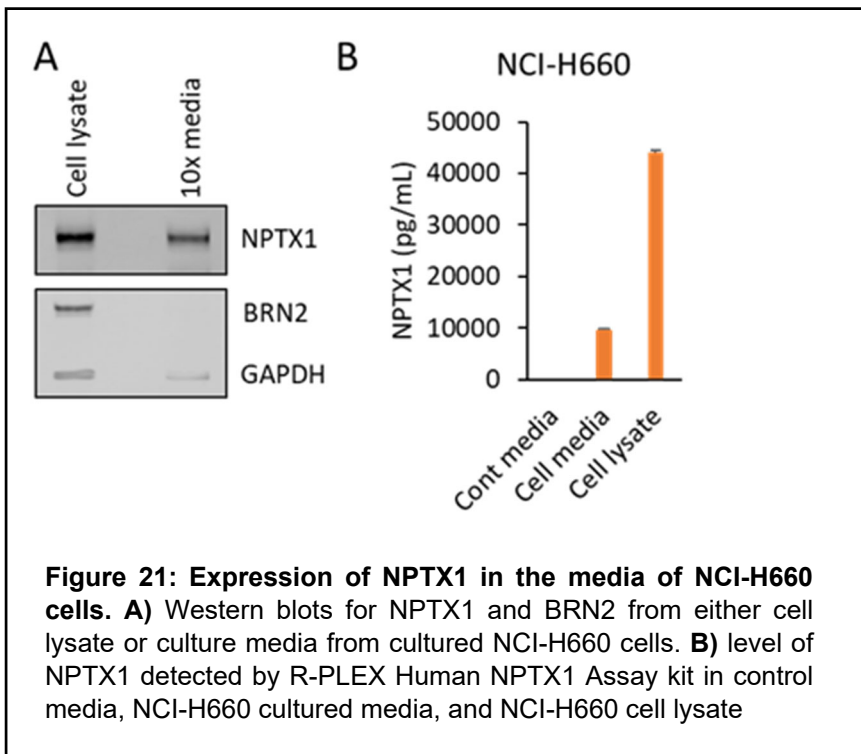 A
Cell lysate
10x media
NPTX1
BRN2
GAPDH
B
NCI-H660
NPTX1 (pg/mL)
50000
40000
30000
20000
10000
0
Cont media
Cell media
Cell lysate
Figure 21: Expression of NPTX1 in the media of NCI-H660
cells. A) Western blots for NPTX1 and BRN2 from either cell
lysate or culture media from cultured NCI-H660 cells. B) level of
NPTX1 detected by R-PLEX Human NPTX1 Assay kit in control
media, NCI-H660 cultured media, and NCI-H660 cell lysate